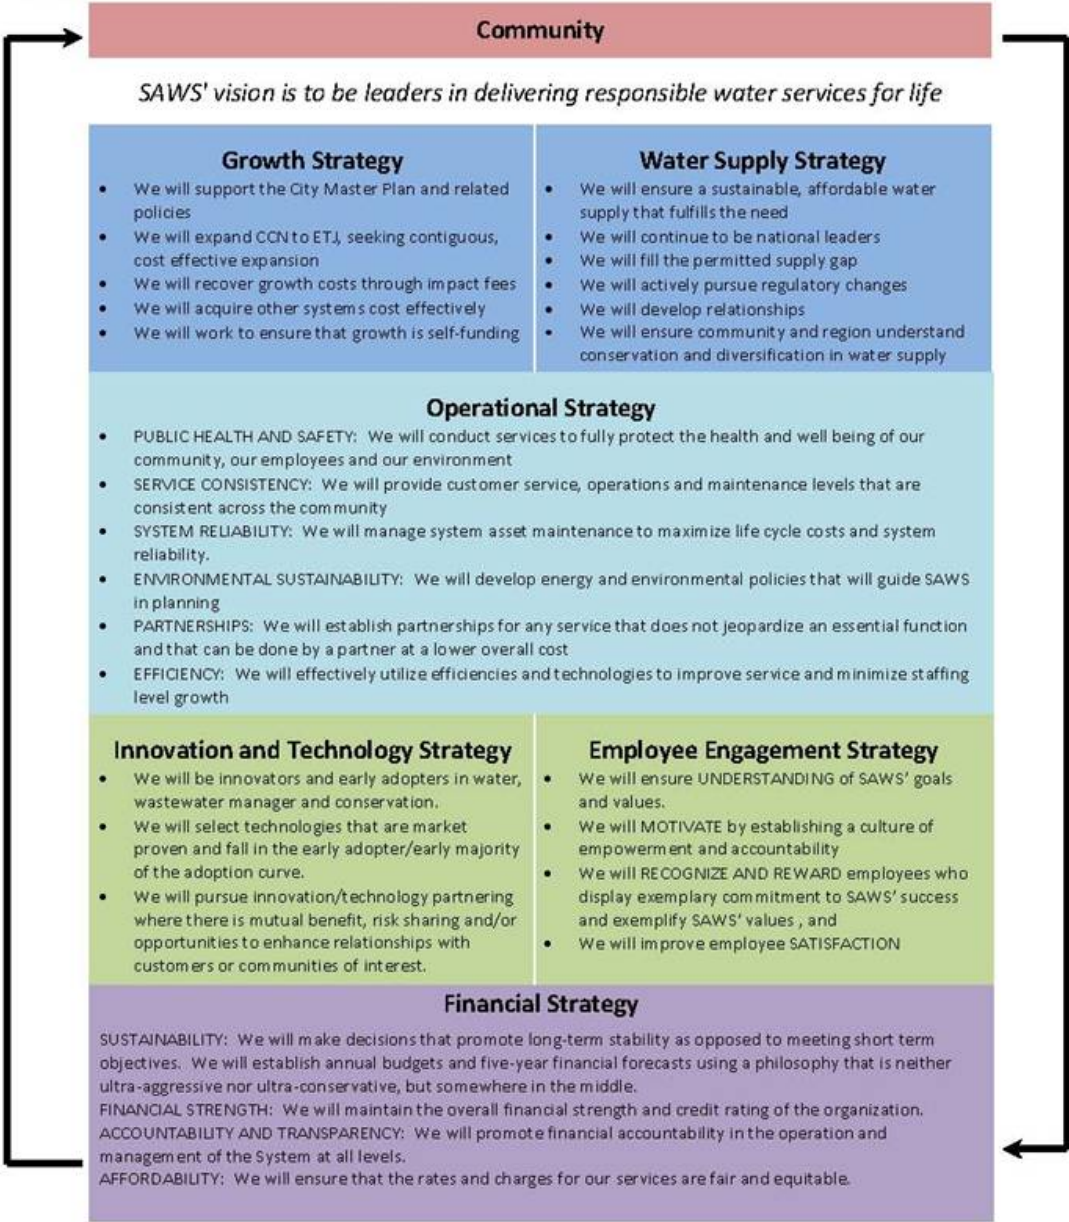 Community
SAWS' vision is to be leaders in delivering responsible water services for life
Growth Strategy
• We will support the City Master Plan and related
policies
• We will expand CCN to ETJ, seeking contiguous,
cost effective expansion
• We will recover growth costs through impact fees
• We will acquire other systems cost effectively
• We will work to ensure that growth is self-funding
Water Supply Strategy
• We will ensure a sustainable, affordable water
supply that fulfills the need
• We will continue to be national leaders
• We will fill the permitted supply gap
• We will actively pursue regulatory changes
• We will develop relationships
• We will ensure community and region understand
conservation and diversification in water supply
Operational Strategy
• PUBLIC HEALTH AND SAFETY: We will conduct services to fully protect the health and well being of our
community, our employees and our environment
• SERVICE CONSISTENCY: We will provide customer service, operations and maintenance levels that are
consistent across the community
• SYSTEM RELIABILITY: We will manage system asset maintenance to maximize life cycle costs and system
reliability.
• ENVIRONMENTAL SUSTAINABILITY: We will develop energy and environmental policies that will guide SAWS
in planning
• PARTNERSHIPS: We will establish partnerships for any service that does not jeopardize an essential function
and that can be done by a partner at a lower overall cost
• EFFICIENCY: We will effectively utilize efficiencies and technologies to improve service and minimize staffing
level growth
Innovation and Technology Strategy
• We will be innovators and early adopters in water,
wastewater manager and conservation.
• We will select technologies that are market
proven and fall in the early adopter/early majority
of the adoption curve.
• We will pursue innovation/technology partnering
where there is mutual benefit, risk sharing and/or
opportunities to enhance relationships with
customers or communities of interest.
Employee Engagement Strategy
• We will ensure UNDERSTANDING of SAWS' goals
and values.
• We will MOTIVATE by establishing a culture of
empowerment and accountability
• We will RECOGNIZE AND REWARD employees who
display exemplary commitment to SAWS' success
and exemplify SAWS' values , and
• We will improve employee SATISFACTION
Financial Strategy
SUSTAINABILITY: We will make decisions that promote long-term stability as opposed to meeting short term
objectives. We will establish annual budgets and five-year financial forecasts using a philosophy that is neither
ultra-aggressive nor ultra-conservative, but somewhere in the middle.
FINANCIAL STRENGTH: We will maintain the overall financial strength and credit rating of the organization.
ACCOUNTABILITY AND TRANSPARENCY: We will promote financial accountability in the operation and
management of the System at all levels.
AFFORDABILITY: We will ensure that the rates and charges for our services are fair and equitable.